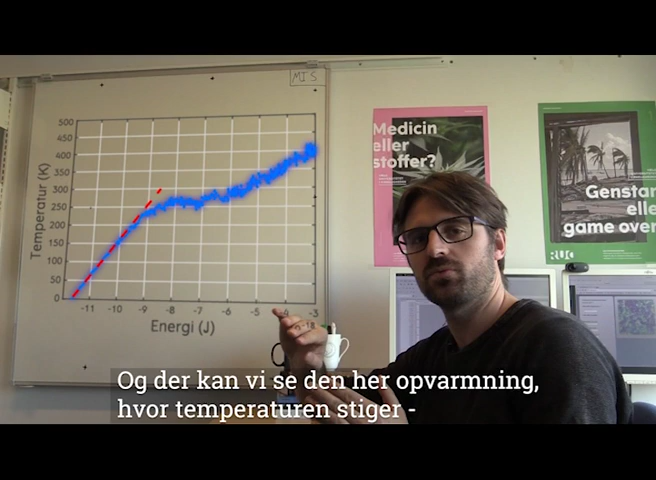 MIS
Temperatur (K)
500
450
400
350
300
250
200
150
100
50
0
-11
-10
-9
-8
-7
-6
-5
-4
-3
Energi (J)
Medicin
eller
stoffer?
Genstart
elle
game over
RUC
Og der kan vi se den her opvarmning,
hvor temperaturen stiger -